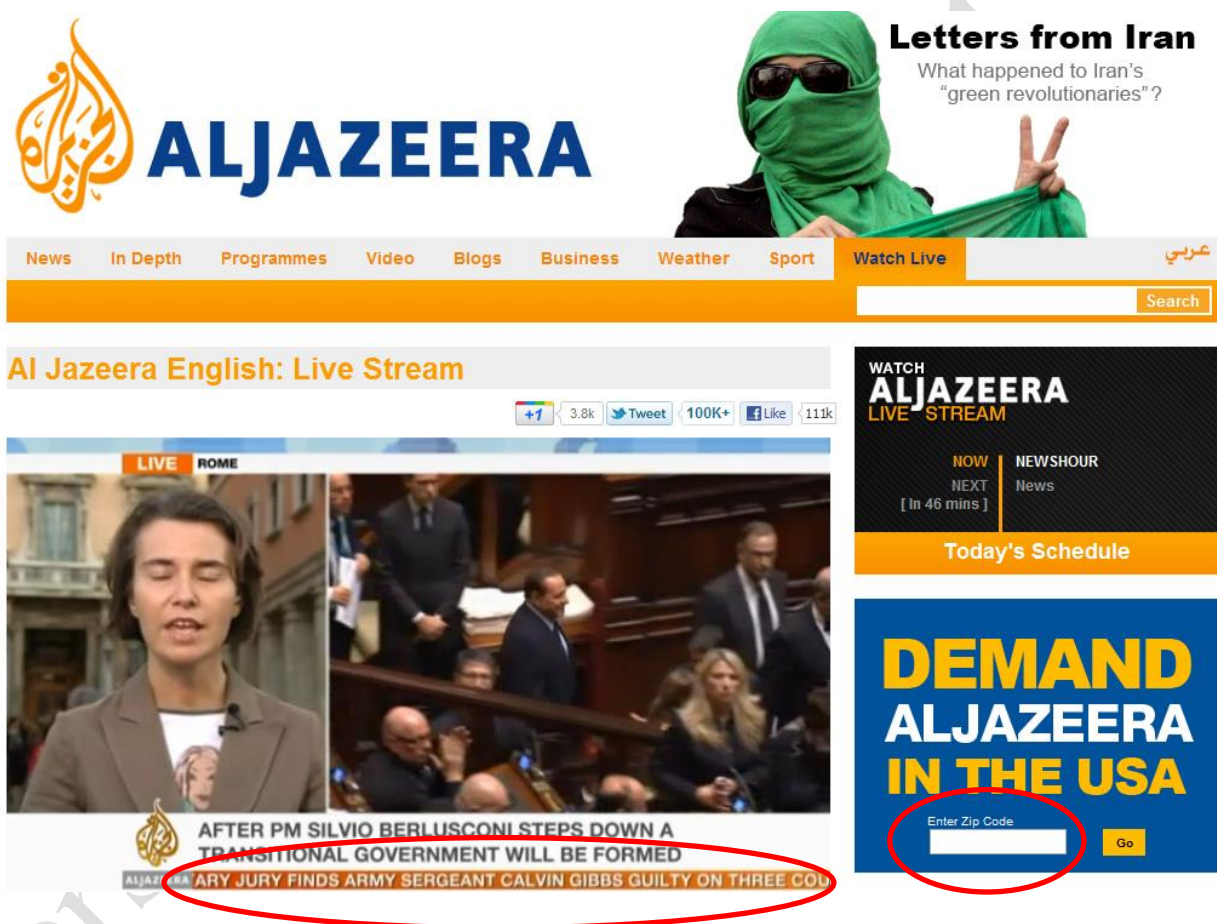 Letters from Iran
What happened to Iran's
"green revolutionaries"?
الجزيرة
ALJAZEERA
News In Depth Programmes Video Blogs Business Weather Sport Watch Live عربي
Search
Al Jazeera English: Live Stream
+1 3.8k Tweet 100K+ Like 111k
LIVE ROME
AFTER PM SILVIO BERLUSCONI STEPS DOWN A
TRANSITIONAL GOVERNMENT WILL BE FORMED
ARY JURY FINDS ARMY SERGEANT CALVIN GIBBS GUILTY ON THREE COU
WATCH
ALJAZEERA
LIVE STREAM
NOW NEWSHOUR
NEXT News
[ In 46 mins ]
Today's Schedule
DEMAND
ALJAZEERA
IN THE USA
Enter Zip Code
Go